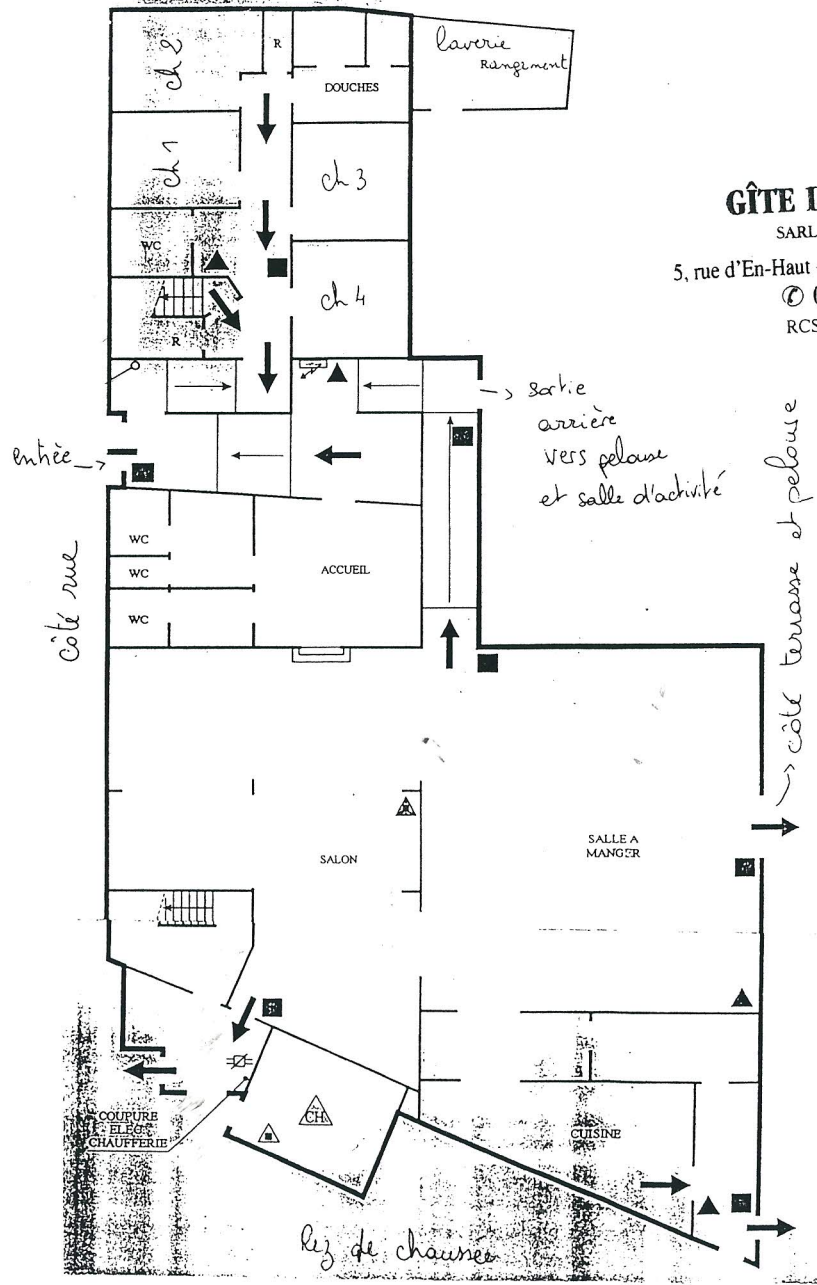 ch 2
R
laverie
Rangement
DOUCHES
ch 1
ch 3
WC
ch 4
R
GÎTE
SARL
5, rue d'En-Haut
RCS
entrée
sortie
arrière
vers pelouse
et salle d'activité
côté rue
WC
WC
WC
ACCUEIL
côté terrasse et pelouse
SALON
SALLE A
MANGER
COUPURE
ELEC
CHAUFFERIE
CH
CUISINE
Rez de chaussée